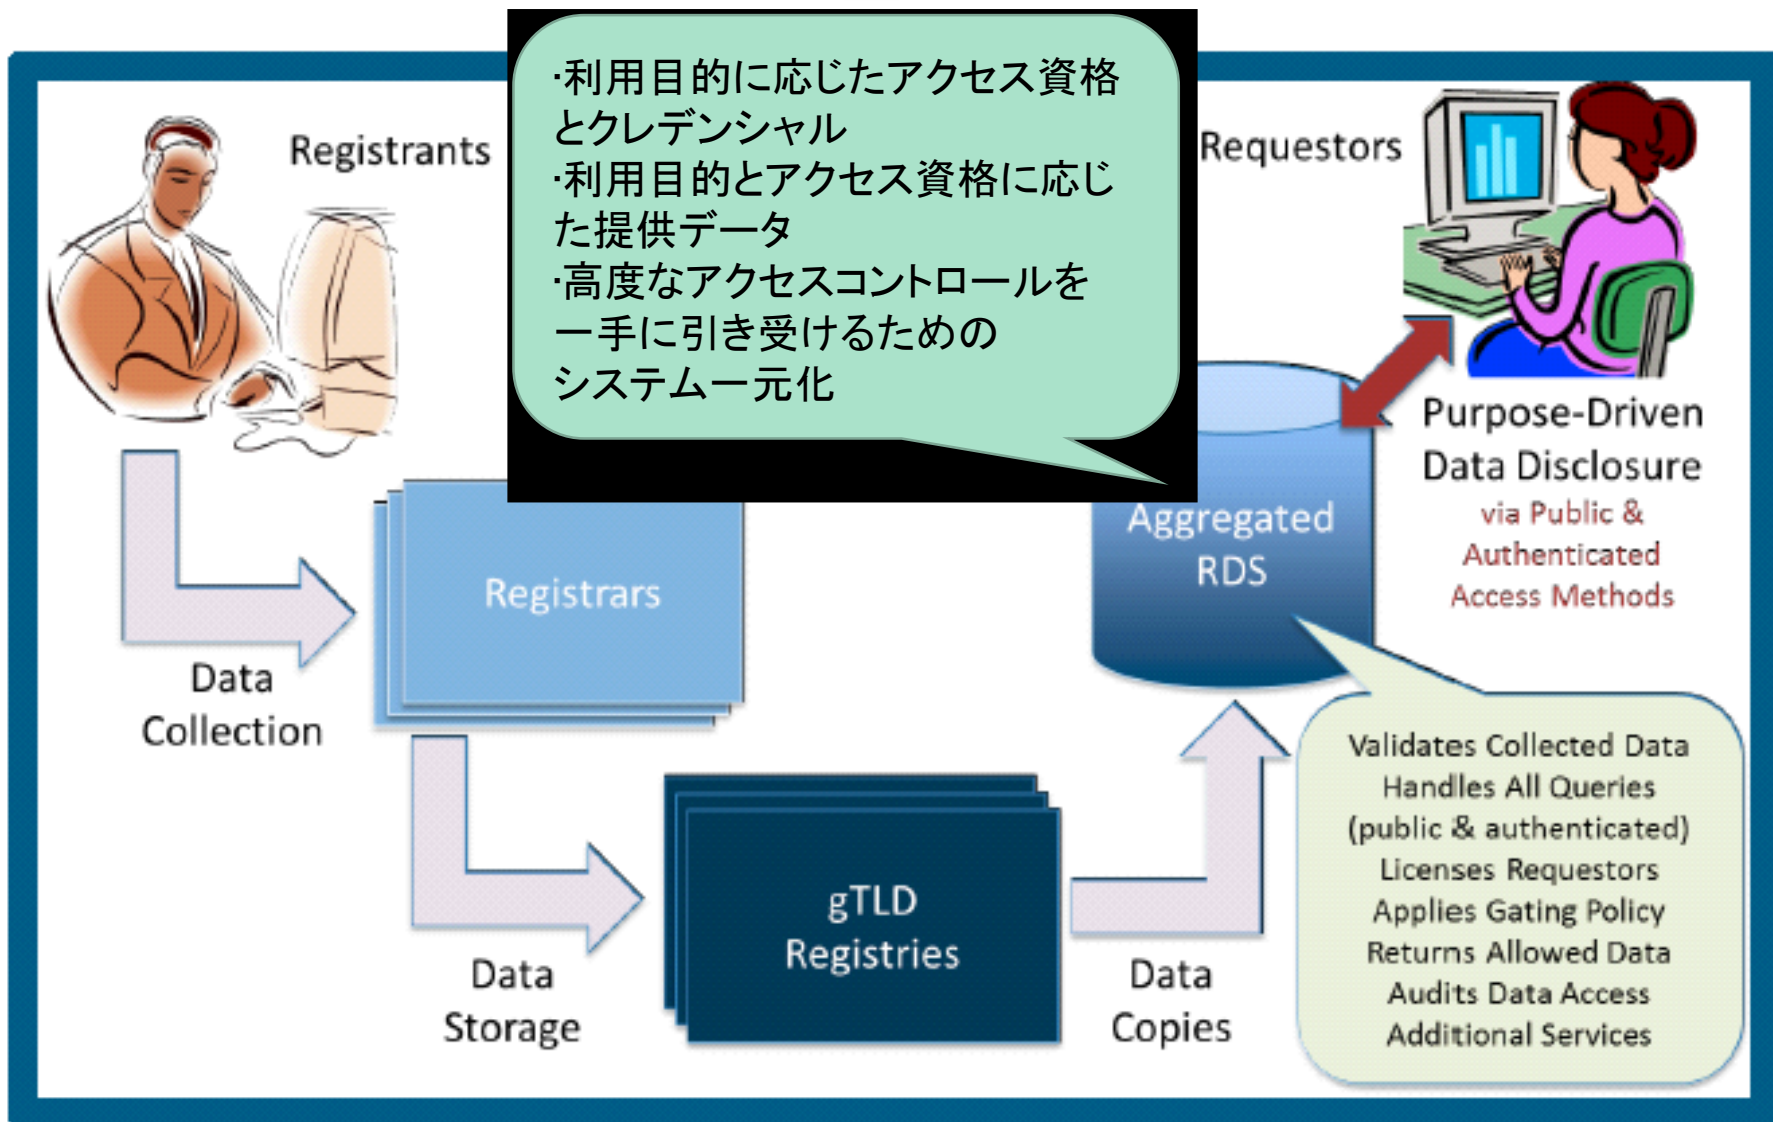 ·利用目的に応じたアクセス資格
とクレデンシャル
·利用目的とアクセス資格に応じ
た提供データ
·高度なアクセスコントロールを
一手に引き受けるための
システム一元化
Registrants
Requestors
Purpose-Driven
Data Disclosure
via Public &
Authenticated
Access Methods
Aggregated
RDS
Registrars
Data
Collection
Validates Collected Data
Handles All Queries
(public & authenticated)
Licenses Requestors
Applies Gating Policy
Returns Allowed Data
Audits Data Access
Additional Services
gTLD
Registries
Data
Storage
Data
Copies